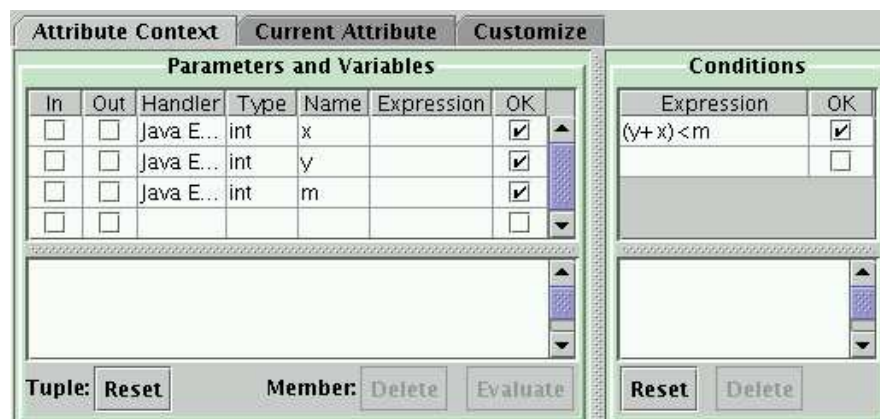 Attribute Context Current Attribute Customize
Parameters and Variables
In Out Handler Type Name Expression OK
Java E... int x
Java E... int y
Java E... int m
Tuple: Reset Member: Delete Evaluate
Conditions
Expression OK
(y+x)<m
Reset Delete